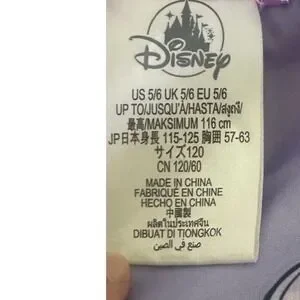 Disney
US 5/6 UK 5/6 EU 5/6
UP TO/JUSQU'À/HASTA/สูงถึง/
最高/MAKSIMUM 116 cm
JP日本身長 115-125 胸囲 57-63
サイズ120
CN 120/60
MADE IN CHINA
FABRIQUÉ EN CHINE
HECHO EN CHINA
中國製
ผลิตในประเทศจีน
DIBUAT DI TIONGKOK
صنع في الصين